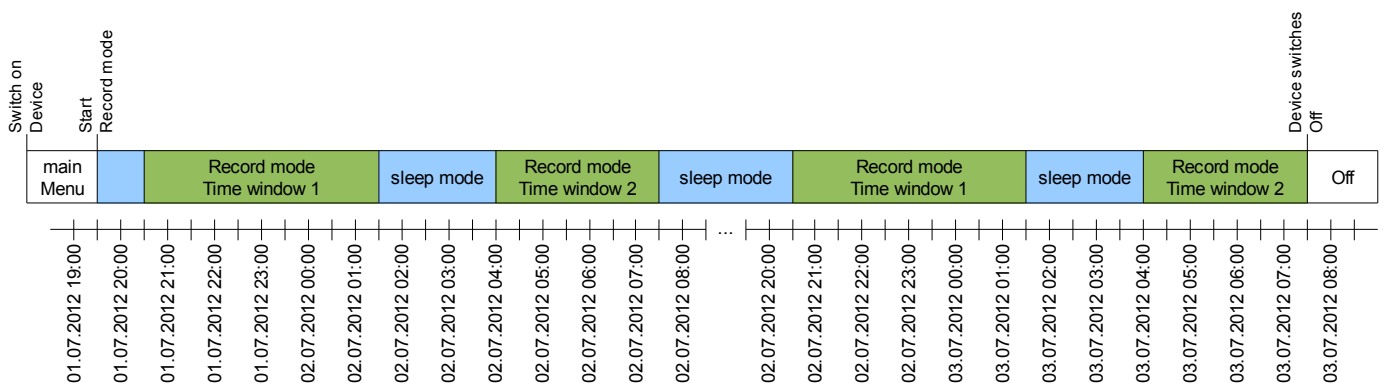 Switch on
Device
Start
Record mode
Device switches
Off
main
Menu
Record mode
Time window 1
sleep mode
Record mode
Time window 2
sleep mode
Record mode
Time window 1
sleep mode
Record mode
Time window 2
Off
...
01.07.2012 19:00
01.07.2012 20:00
01.07.2012 21:00
01.07.2012 22:00
01.07.2012 23:00
02.07.2012 00:00
02.07.2012 01:00
02.07.2012 02:00
02.07.2012 03:00
02.07.2012 04:00
02.07.2012 05:00
02.07.2012 06:00
02.07.2012 07:00
02.07.2012 08:00
02.07.2012 20:00
02.07.2012 21:00
02.07.2012 22:00
02.07.2012 23:00
03.07.2012 00:00
03.07.2012 01:00
03.07.2012 02:00
03.07.2012 03:00
03.07.2012 04:00
03.07.2012 05:00
03.07.2012 06:00
03.07.2012 07:00
03.07.2012 08:00